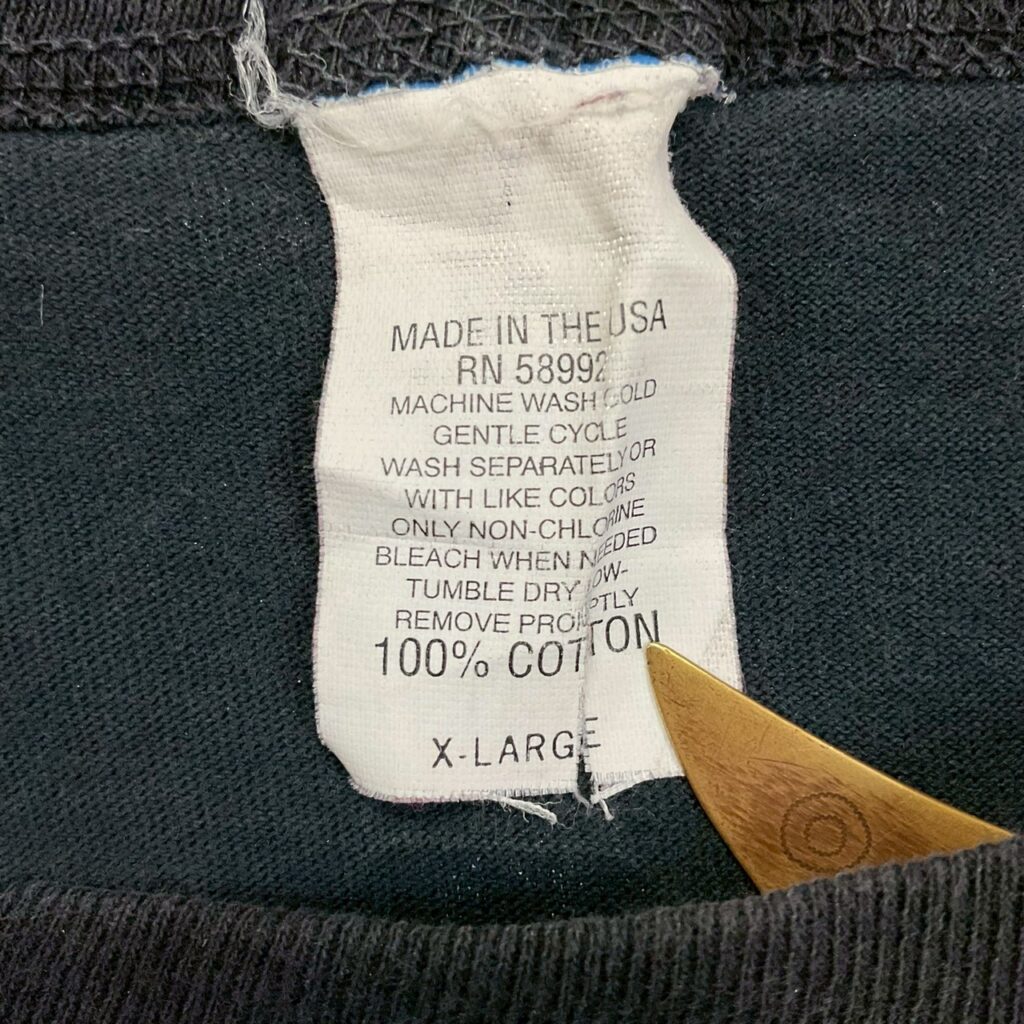 MADE IN THE USA
RN 58992
MACHINE WASH COLD
GENTLE CYCLE
WASH SEPARATELY OR
WITH LIKE COLORS
ONLY NON-CHLORINE
BLEACH WHEN NEEDED
TUMBLE DRY LOW-
REMOVE PROMPTLY
100% COTTON
X-LARGE